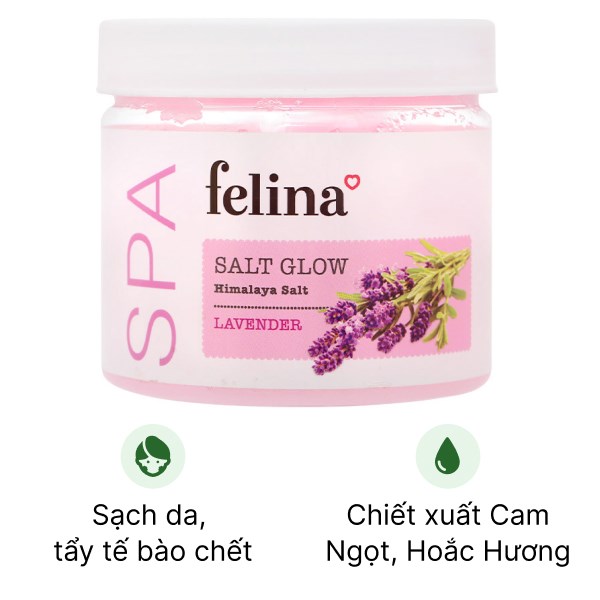 SPA
felina
SALT GLOW
Himalaya Salt
LAVENDER
Sạch da,
tẩy tế bào chết
Chiết xuất Cam
Ngọt, Hoắc Hương